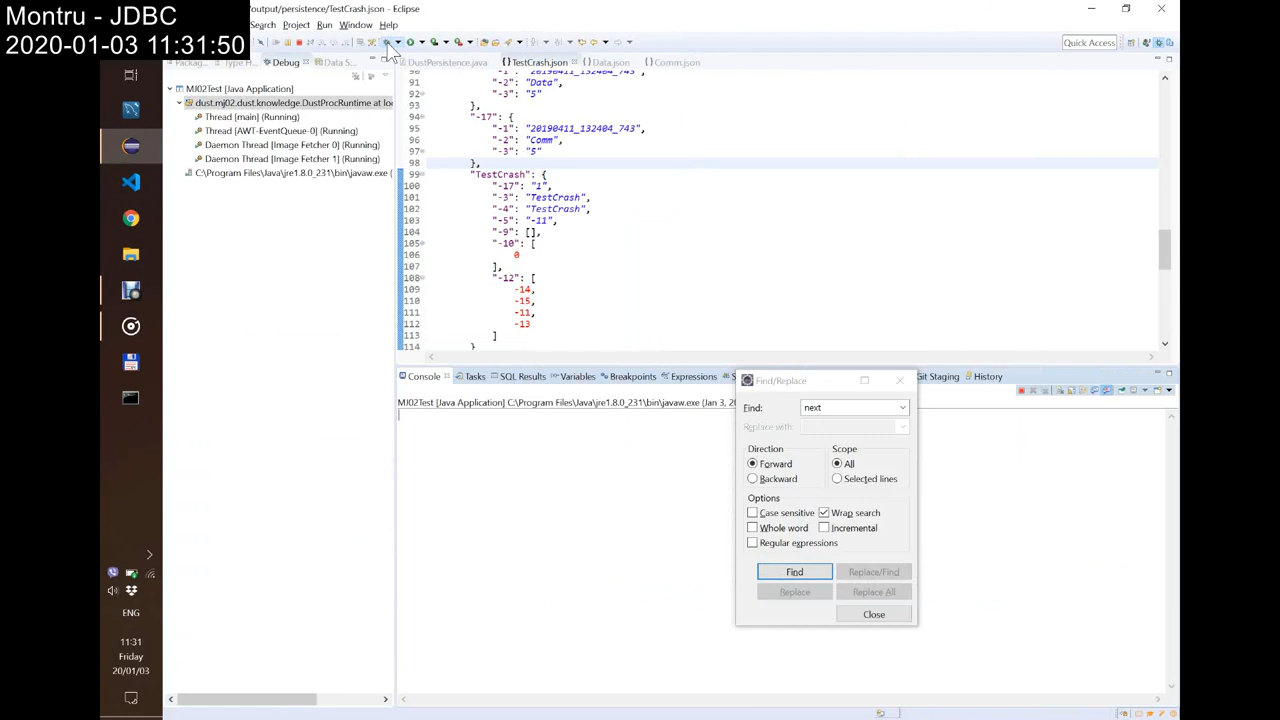 Montru - JDBC
2020-01-03 11:31:50
output/persistence/TestCrash.json - Eclipse
Search Project Run Window Help
Quick Access
Packag... Type H... Debug Data S...
DustPersistence.java TestCrash.json Data.json Comm.json
MJ02Test [Java Application]
dust.mj02.dust.knowledge.DustProcRuntime at loc
Thread [main] (Running)
Thread [AWT-EventQueue-0] (Running)
Daemon Thread [Image Fetcher 0] (Running)
Daemon Thread [Image Fetcher 1] (Running)
C:\Program Files\Java\jre1.8.0_231\bin\javaw.exe (
90 "-1": "20190411_132404_743",
91 "-2": "Data",
92 "-3": "5"
93 },
94 "-17": {
95 "-1": "20190411_132404_743",
96 "-2": "Comm",
97 "-3": "5"
98 },
99 "TestCrash": {
100 "-17": "1",
101 "-3": "TestCrash",
102 "-4": "TestCrash",
103 "-5": "-11",
104 "-9": [],
105 "-10": [
106 0
107 ],
108 "-12": [
109 -14,
110 -15,
111 -11,
112 -13
113 ]
114 }
Console Tasks SQL Results Variables Breakpoints Expressions Git Staging History
MJ02Test [Java Application] C:\Program Files\Java\jre1.8.0_231\bin\javaw.exe (Jan 3, 20
Find/Replace
Find: next
Replace with:
Direction Scope
Forward All
Backward Selected lines
Options
Case sensitive Wrap search
Whole word Incremental
Regular expressions
Find Replace/Find
Replace Replace All
Close
ENG
11:31
Friday
20/01/03